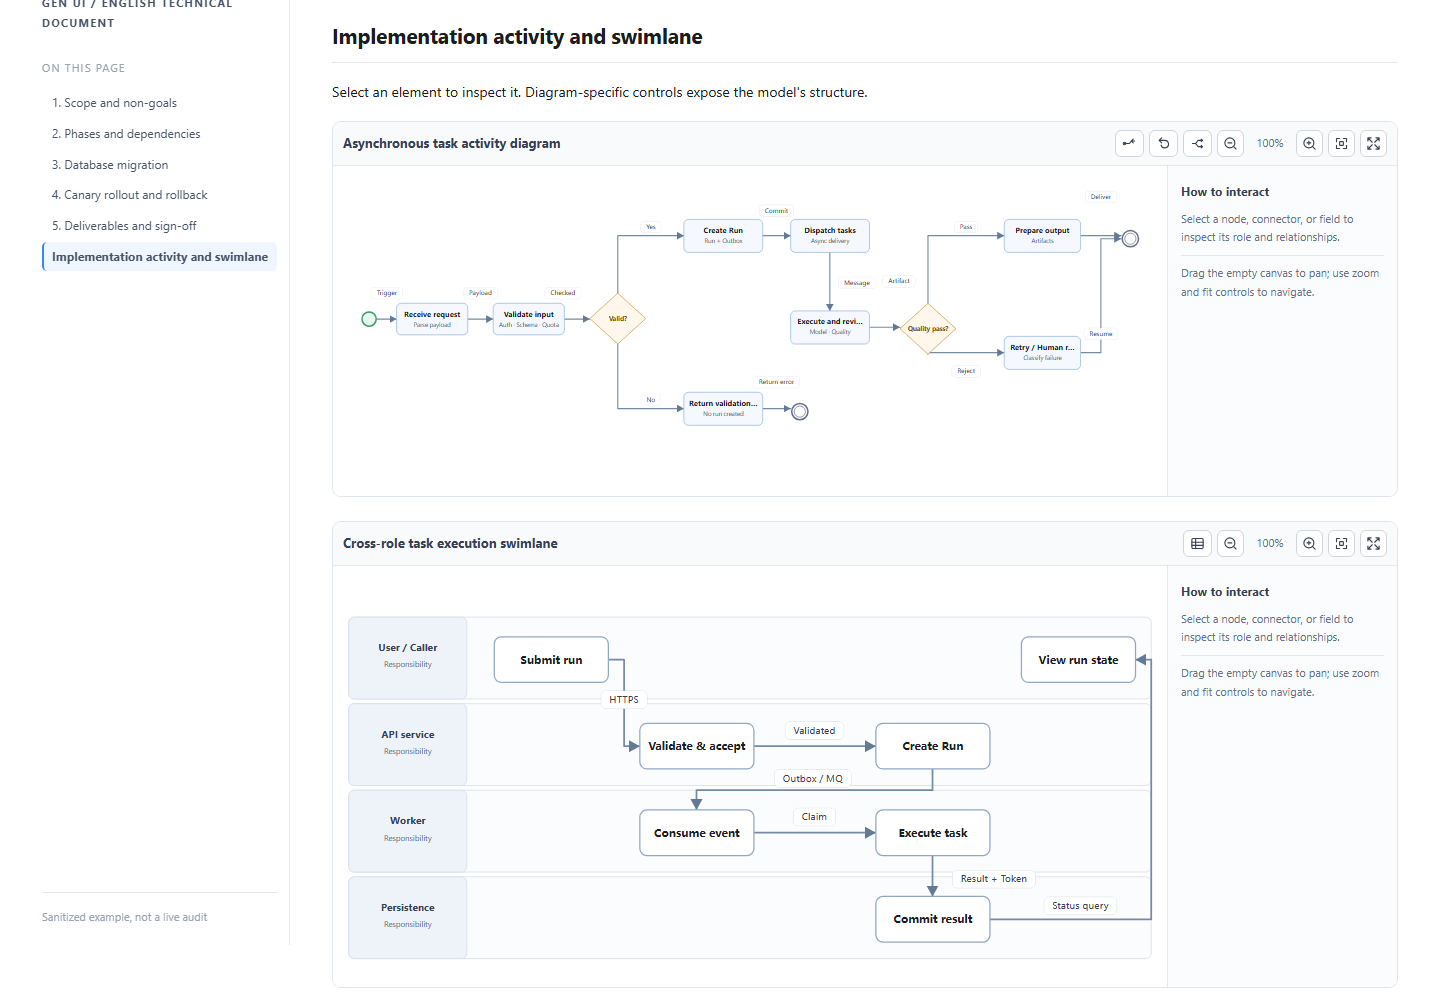 GEN UI / ENGLISH TECHNICAL
DOCUMENT
ON THIS PAGE
1. Scope and non-goals
2. Phases and dependencies
3. Database migration
4. Canary rollout and rollback
5. Deliverables and sign-off
Implementation activity and swimlane
Sanitized example, not a live audit
Implementation activity and swimlane
Select an element to inspect it. Diagram-specific controls expose the model's structure.
Asynchronous task activity diagram
100%
Trigger
Receive request
Parse payload
Payload
Validate input
Auth · Schema · Quota
Checked
Valid?
Yes
Create Run
Run + Outbox
Commit
Dispatch tasks
Async delivery
Message
Execute and revi...
Model · Quality
Artifact
Quality pass?
Pass
Prepare output
Artifacts
Deliver
Reject
Retry / Human r...
Classify failure
Resume
No
Return validation...
No run created
Return error
How to interact
Select a node, connector, or field to
inspect its role and relationships.
Drag the empty canvas to pan; use zoom
and fit controls to navigate.
Cross-role task execution swimlane
100%
User / Caller
Responsibility
Submit run
View run state
HTTPS
API service
Responsibility
Validate & accept
Validated
Create Run
Outbox / MQ
Worker
Responsibility
Consume event
Claim
Execute task
Result + Token
Persistence
Responsibility
Commit result
Status query
How to interact
Select a node, connector, or field to
inspect its role and relationships.
Drag the empty canvas to pan; use zoom
and fit controls to navigate.